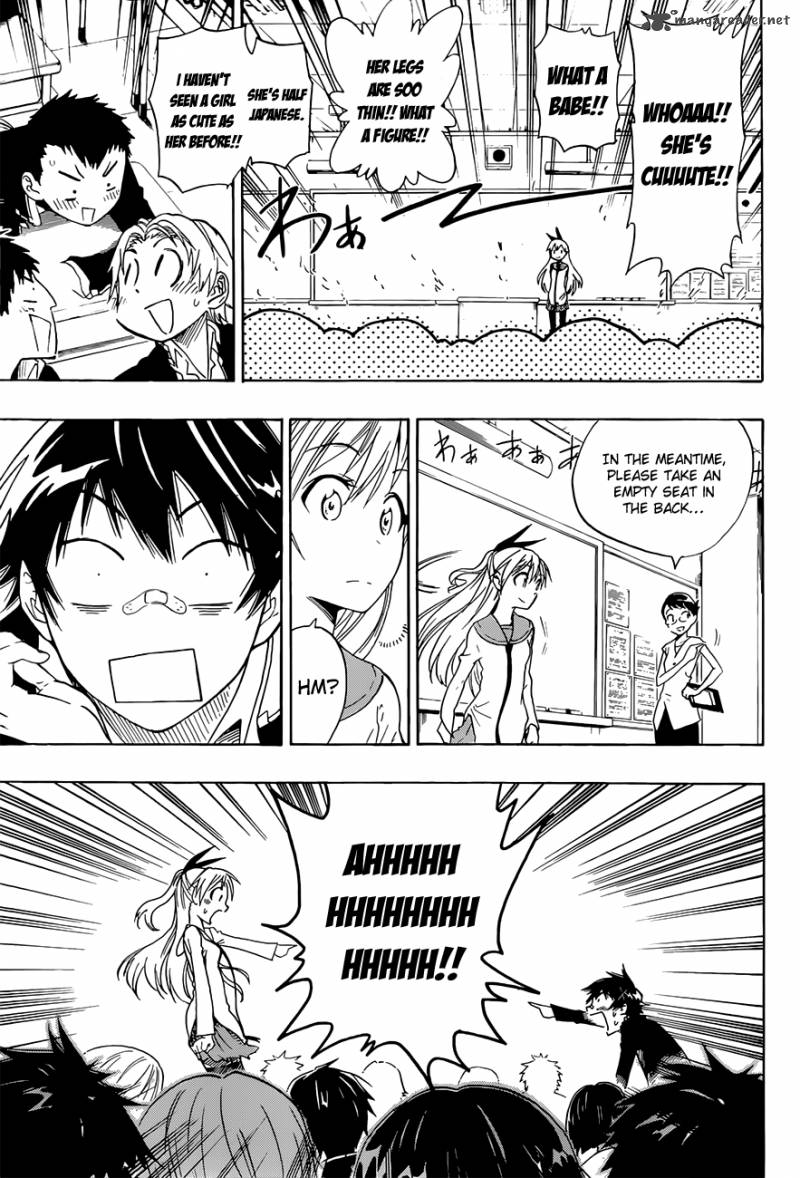 mangareader.net
WHOAAA!!
SHE'S
CUUUUTE!!
WHAT A
BABE!!
HER LEGS
ARE SOO
THIN!! WHAT
A FIGURE!!
わぁー
SHE'S HALF
JAPANESE.
I HAVEN'T
SEEN A GIRL
AS CUTE AS
HER BEFORE!!
IN THE MEANTIME,
PLEASE TAKE AN
EMPTY SEAT IN
THE BACK...
わぁ ぁぁ
HM?
AHHHHH
HHHHHHHH
HHHHH!!